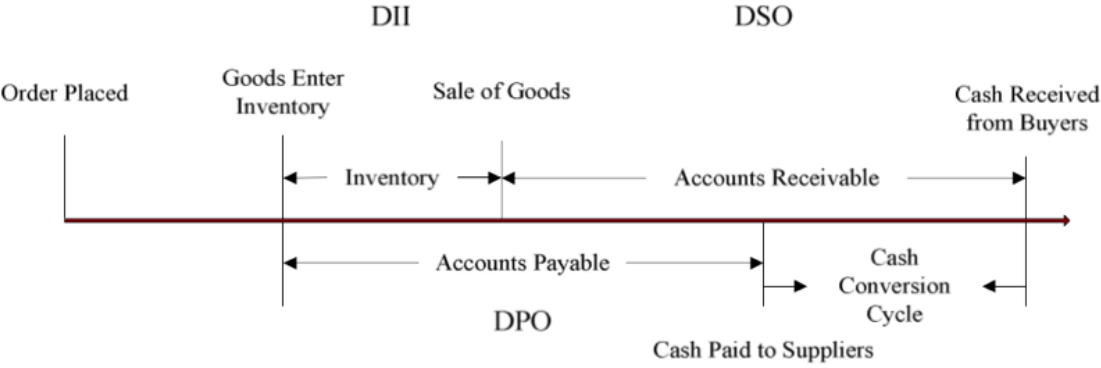 DII
DSO
Order Placed
Goods Enter
Inventory
Sale of Goods
Cash Received
from Buyers
Inventory
Accounts Receivable
Accounts Payable
Cash
Conversion
Cycle
DPO
Cash Paid to Suppliers